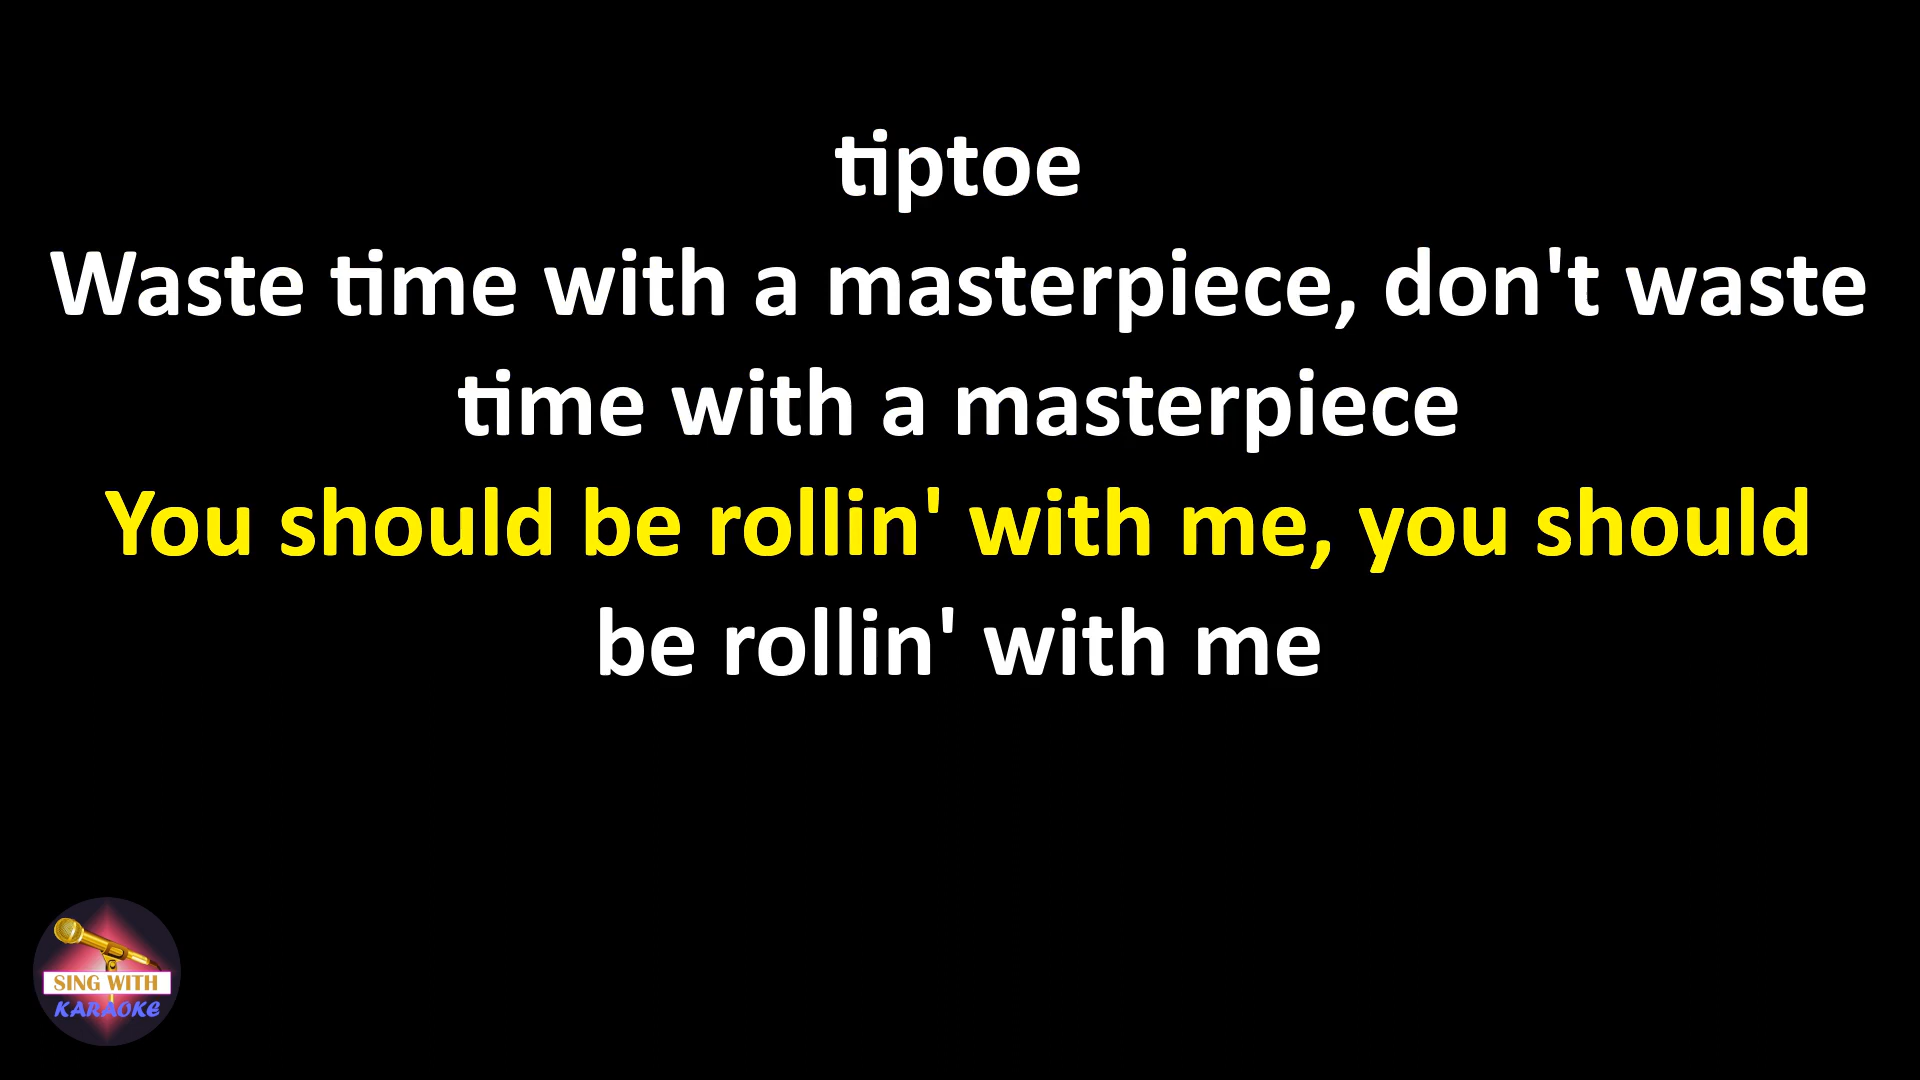 tiptoe
Waste time with a masterpiece, don't waste
time with a masterpiece
You should be rollin' with me, you should
be rollin' with me
SING WITH
KARAOKE